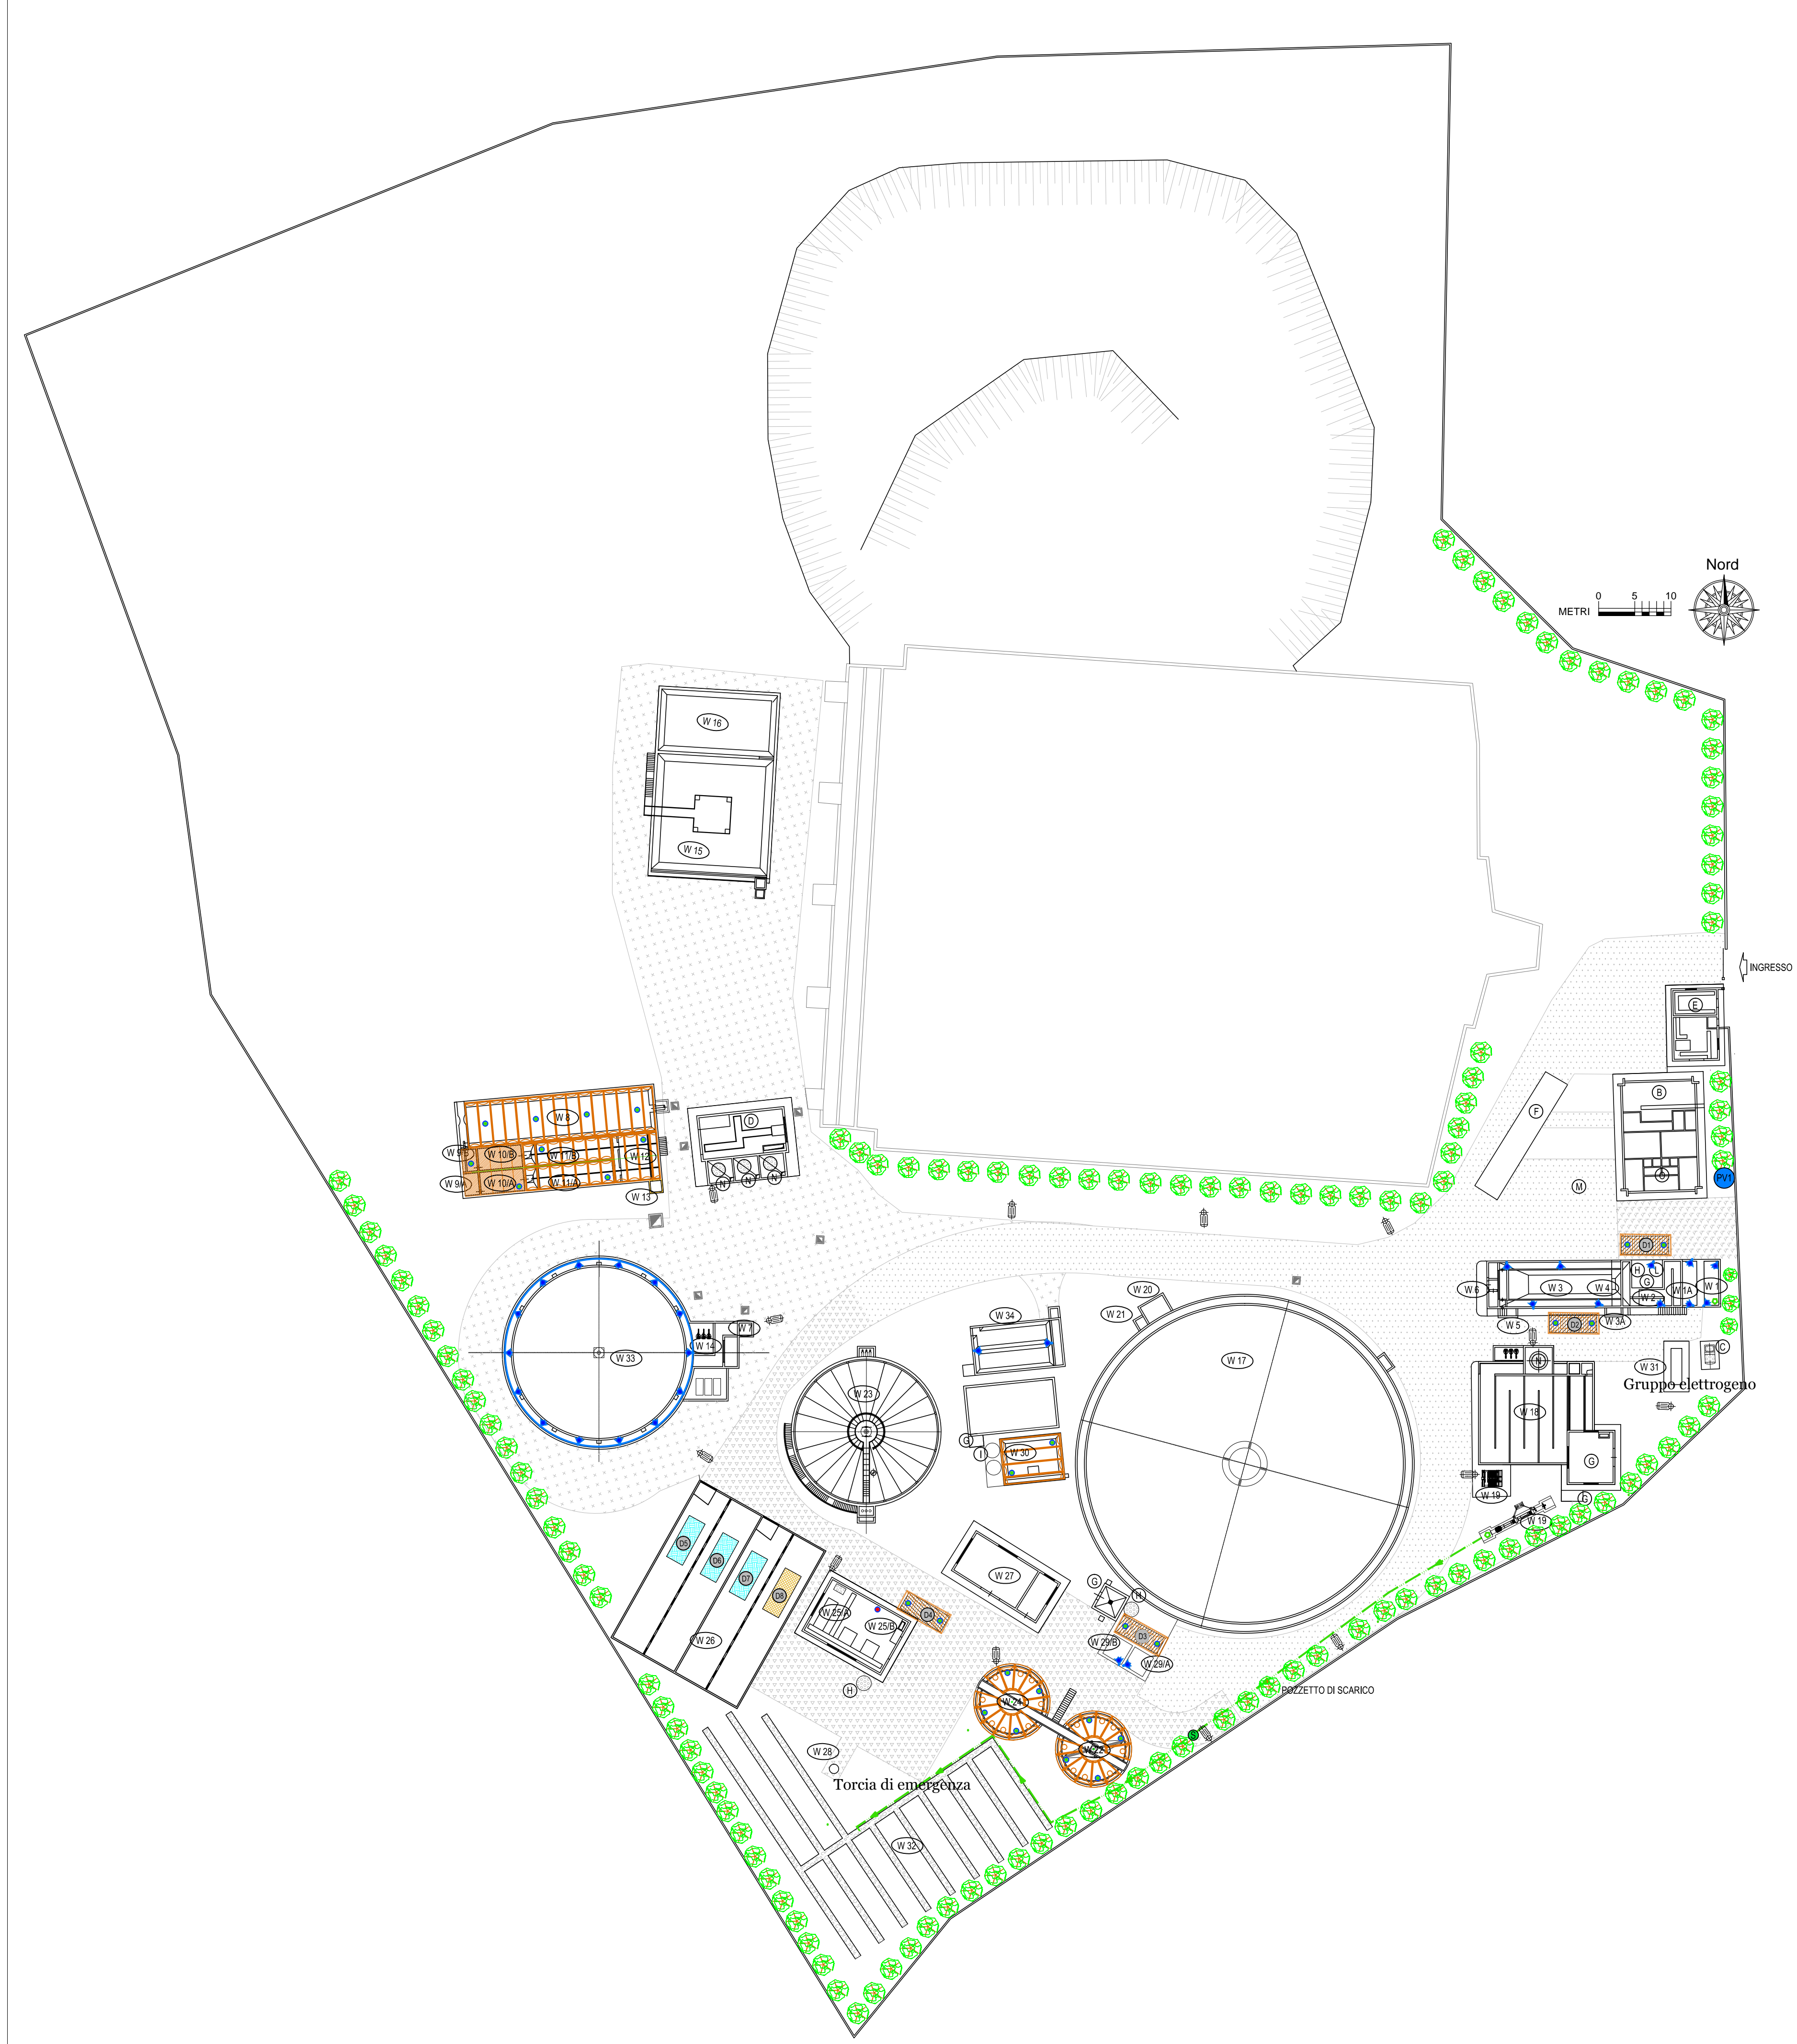 Nord
METRI 0 5 10
W 16
W 15
INGRESSO
E
B
F
D
W 8
W 10/B
W 11/B
W 12
W 9/A
W 10/A
W 11/A
W 13
N
N
N
M
PV1
D1
H
L
G
W 6
W 3
W 4
W 2
W 1A
W 1
W 5
D2
W 3A
W 20
W 21
W 34
W 7
W 14
W 33
W 17
N
W 31
C
Gruppo elettrogeno
W 23
W 18
G
I
W 30
G
W 19
G
W 19
D5
D6
D7
D8
W 27
G
H
W 25/A
W 25/B
D4
D3
W 26
W 29/B
W 29/A
H
W 24
POZZETTO DI SCARICO
S
W 22
W 28
Torcia di emergenza
W 32